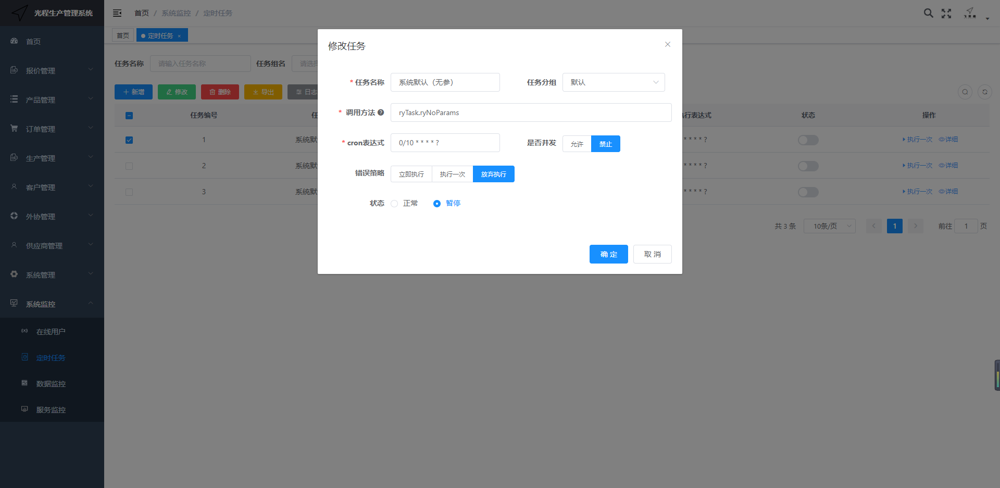 光程生产管理系统
首页 / 系统监控 / 定时任务
首页
定时任务 ×
首页
报价管理
产品管理
订单管理
生产管理
客户管理
外协管理
供应商管理
系统管理
系统监控
在线用户
定时任务
数据监控
服务监控
任务名称 请输入任务名称 任务组名 请选择
新增 修改 删除 导出 日志
任务编号 任 执行表达式 状态 操作
1 系统默 * * * * ? 执行一次 详细
2 系统默 * * * * ? 执行一次 详细
3 系统默 * * * * ? 执行一次 详细
共 3 条 10条/页 1 前往 1 页
修改任务
* 任务名称 系统默认（无参） 任务分组 默认
* 调用方法 ryTask.ryNoParams
* cron表达式 0/10 * * * * ? 是否并发 允许 禁止
错误策略 立即执行 执行一次 放弃执行
状态 正常 暂停
确 定 取 消